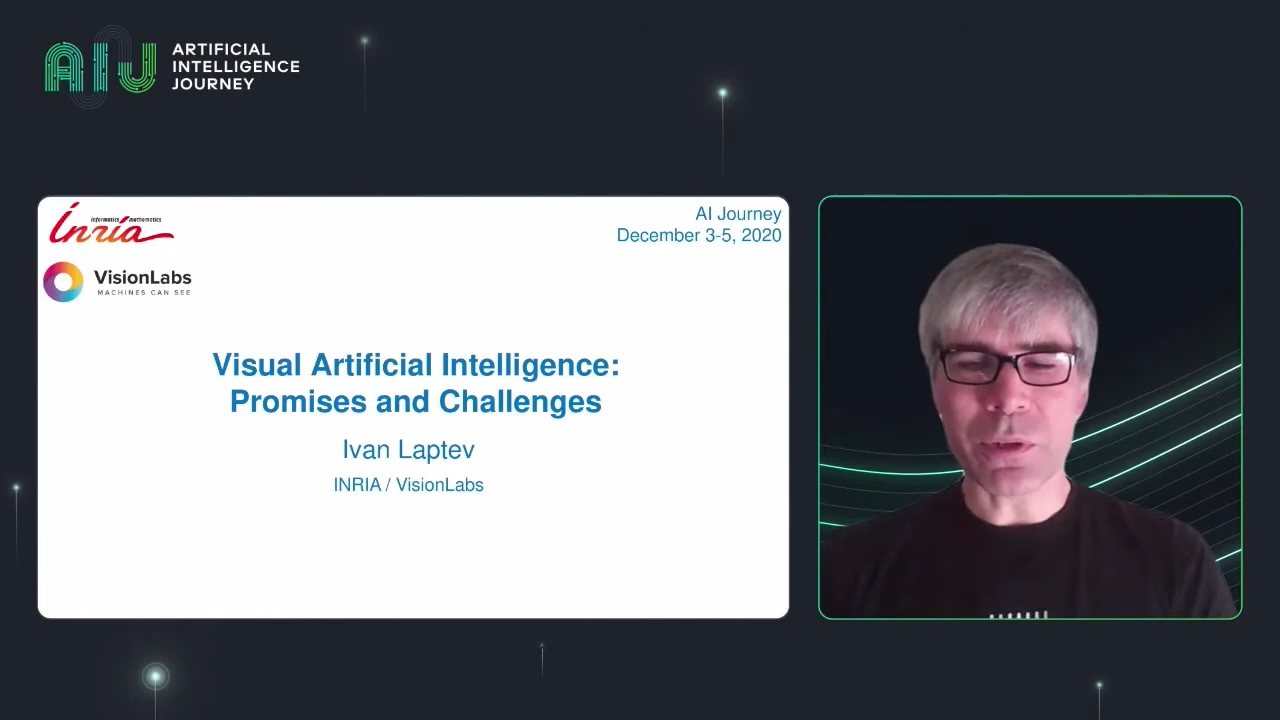 ARTIFICIAL
INTELLIGENCE
JOURNEY
Inria
informatics mathematics
AI Journey
December 3-5, 2020
VisionLabs
MACHINES CAN SEE
Visual Artificial Intelligence:
Promises and Challenges
Ivan Laptev
INRIA / VisionLabs